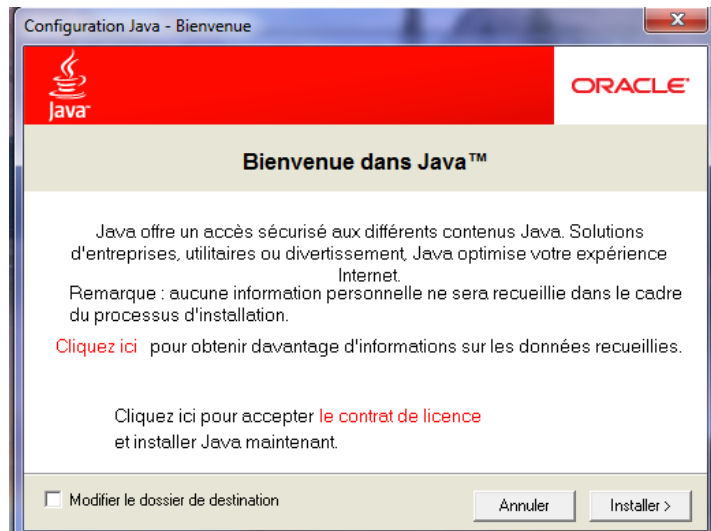 Configuration Java - Bienvenue
Java
ORACLE
Bienvenue dans Java™
Java offre un accès sécurisé aux différents contenus Java. Solutions
d'entreprises, utilitaires ou divertissement, Java optimise votre expérience
Internet.
Remarque : aucune information personnelle ne sera recueillie dans le cadre
du processus d'installation.
Cliquez ici pour obtenir davantage d'informations sur les données recueillies.
Cliquez ici pour accepter le contrat de licence
et installer Java maintenant.
Modifier le dossier de destination
Annuler
Installer >